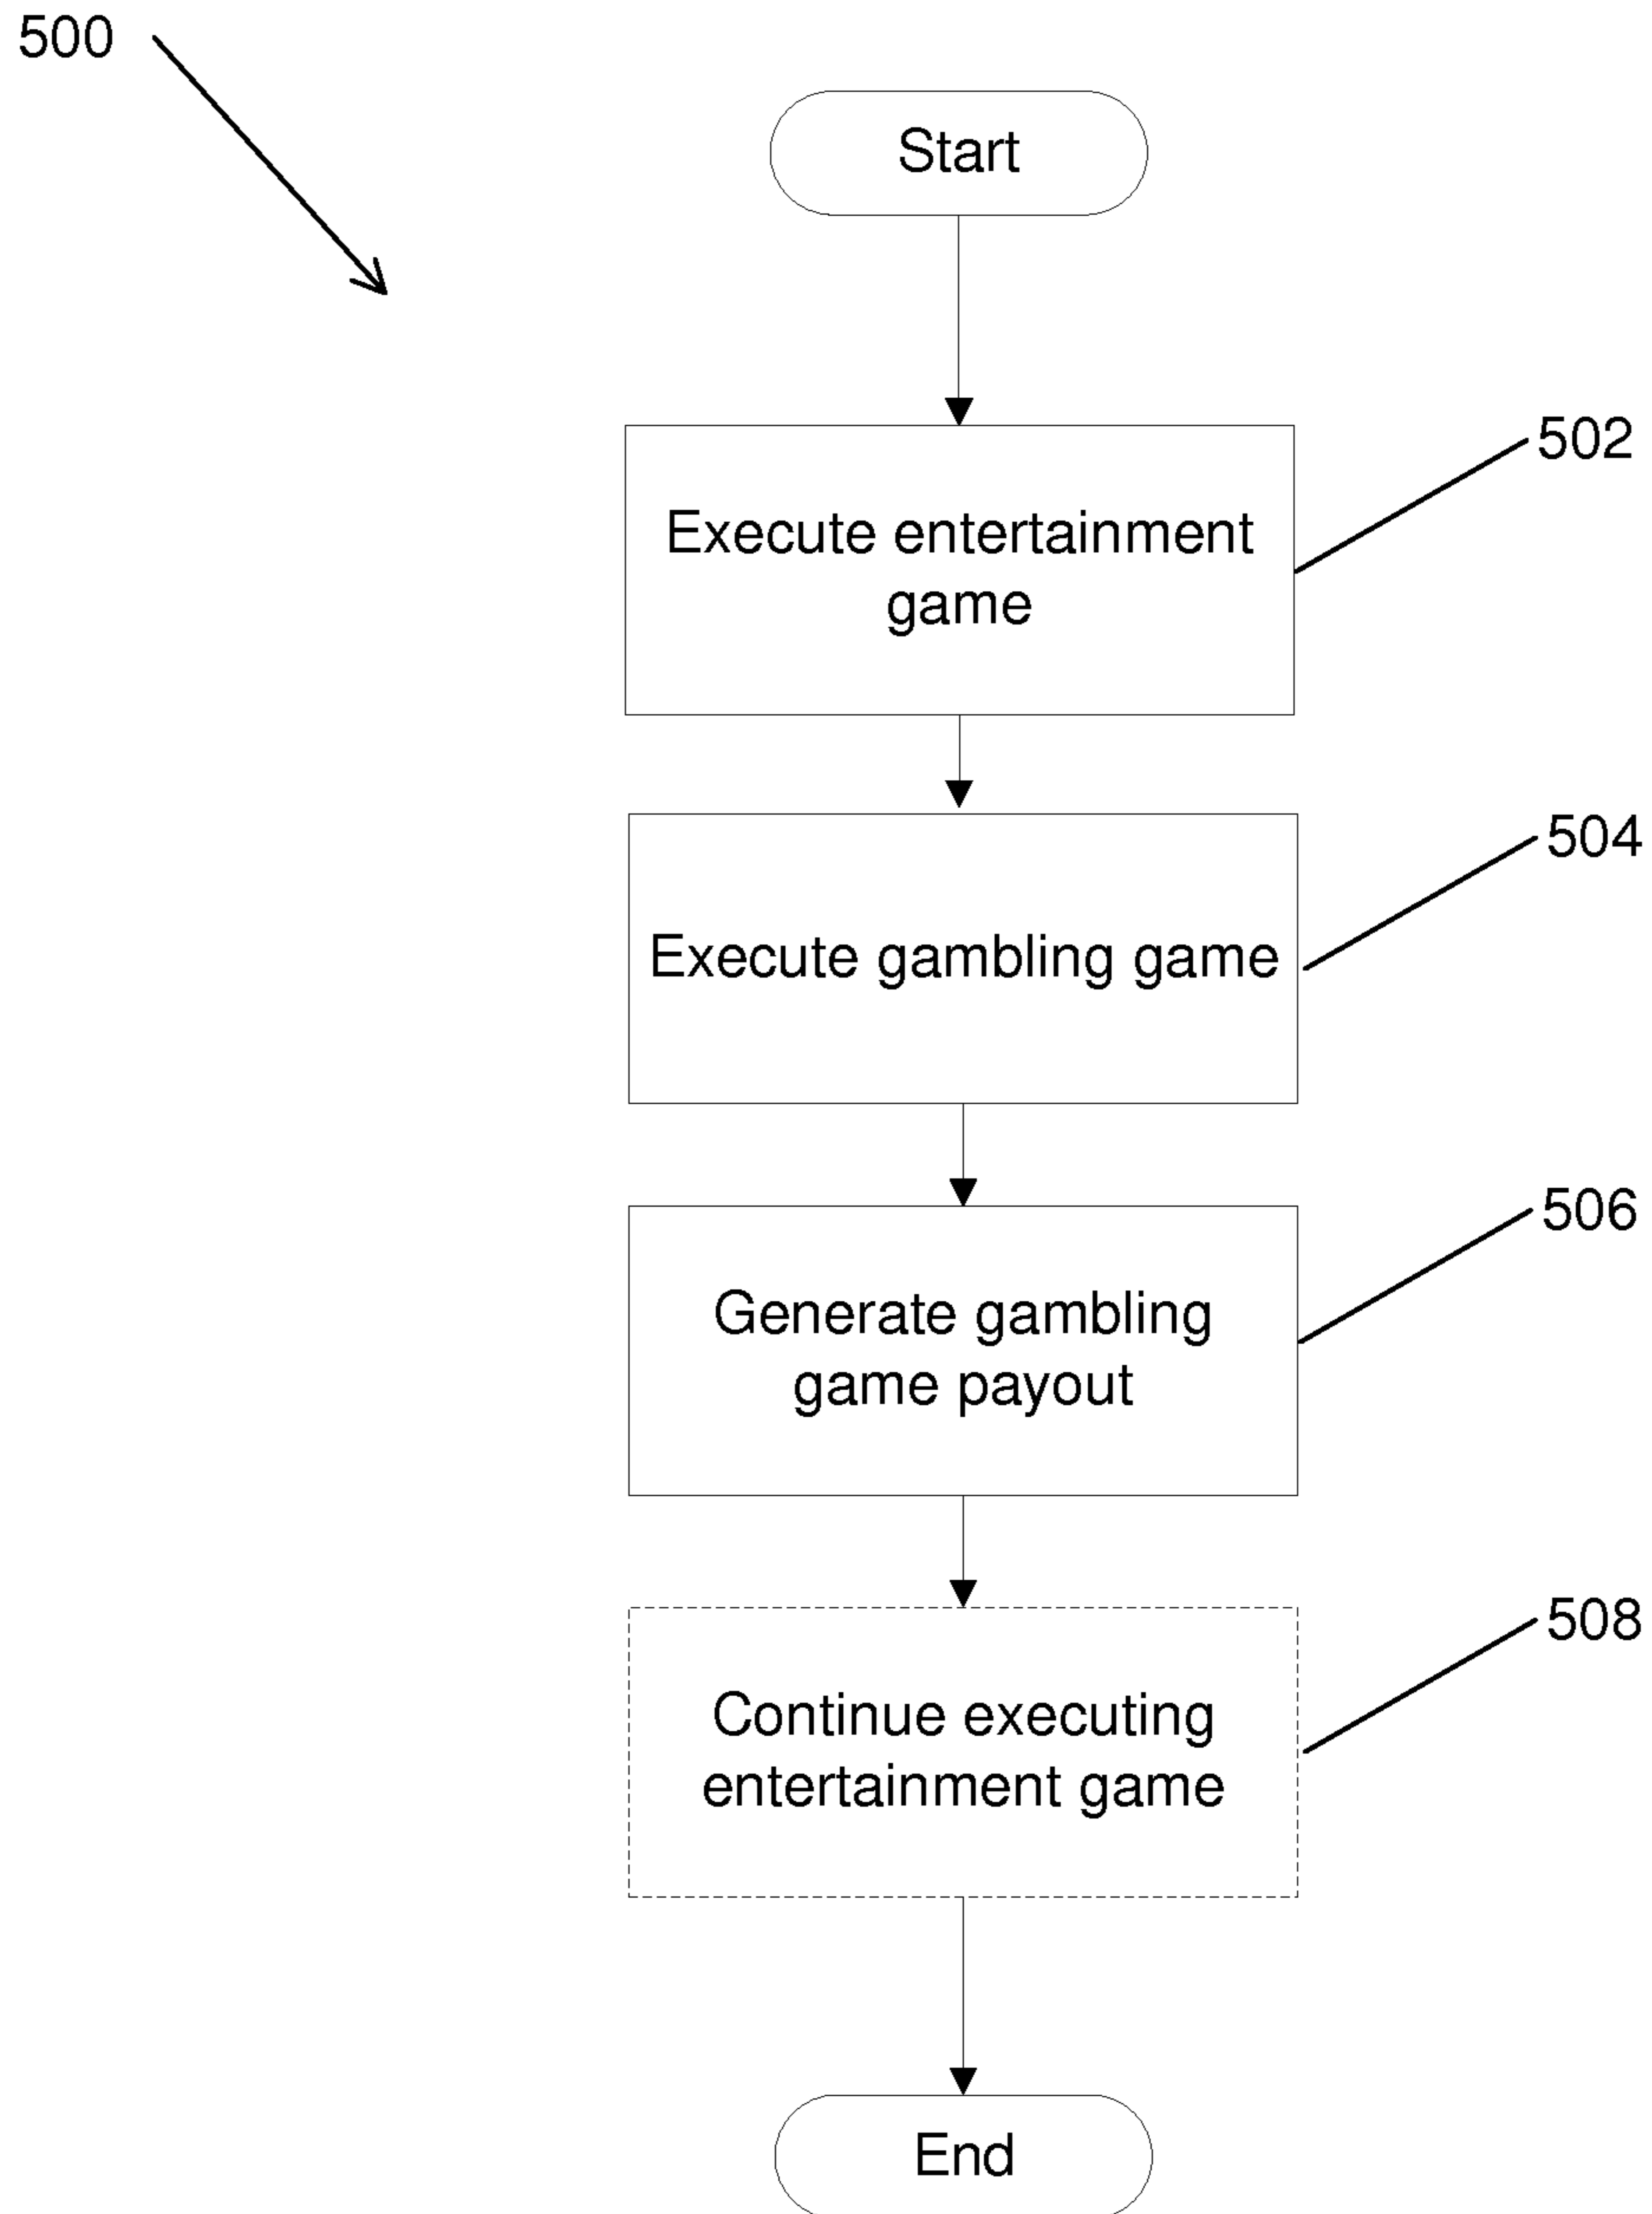 500
Start
502
Execute entertainment
game
504
Execute gambling game
506
Generate gambling
game payout
508
Continue executing
entertainment game
End